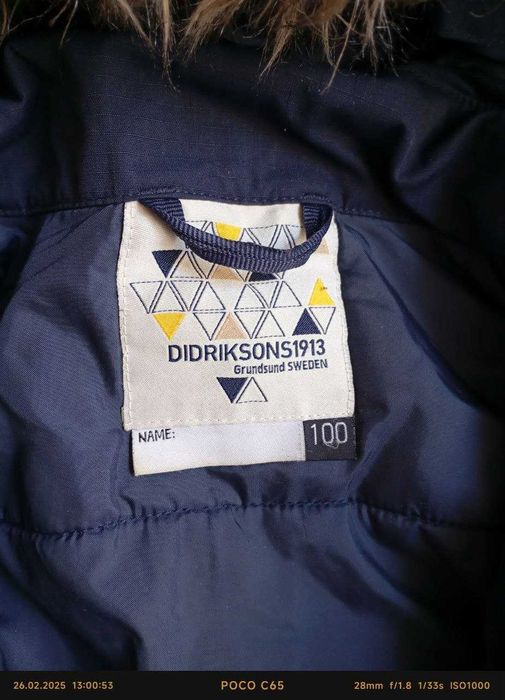 DIDRIKSONS1913
Grundsund SWEDEN
NAME:
100
26.02.2025 13:00:53
POCO C65
28mm f/1.8 1/33s ISO1000